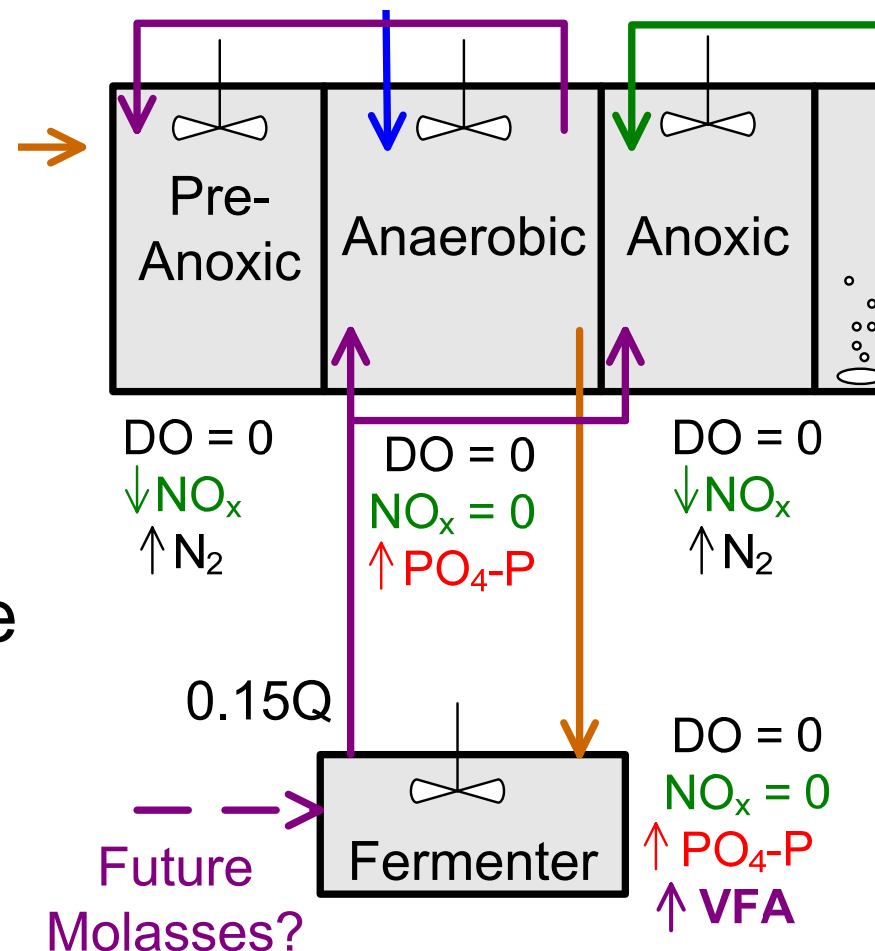 Pre-
Anoxic
Anaerobic
Anoxic
DO = 0
↓NOₓ
↑N₂
DO = 0
NOₓ = 0
↑PO₄-P
DO = 0
↓NOₓ
↑N₂
e
0.15Q
Fermenter
DO = 0
NOₓ = 0
↑PO₄-P
↑VFA
Future
Molasses?